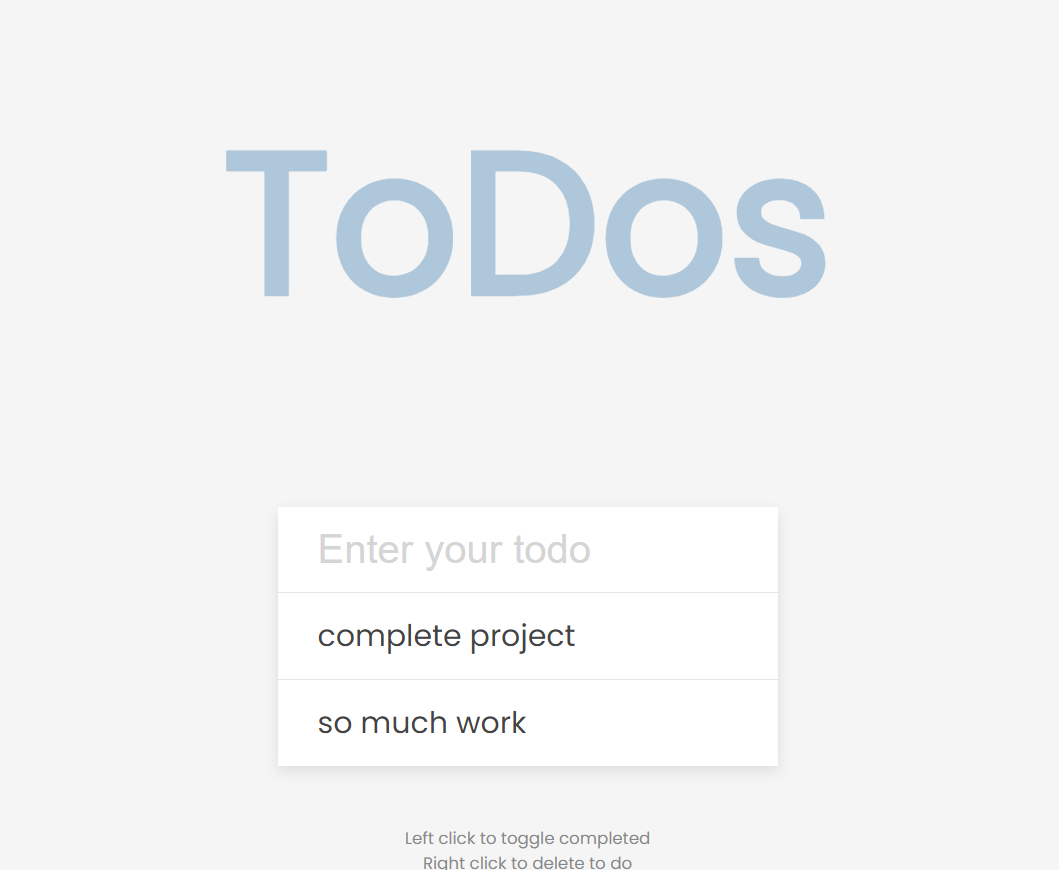 ToDos
Enter your todo
complete project
so much work
Left click to toggle completed
Right click to delete to do